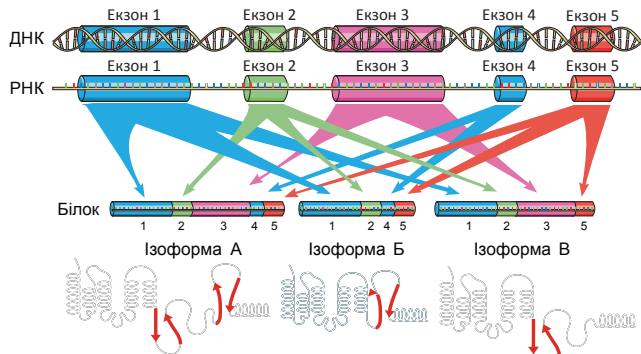 Екзон 1 Екзон 2 Екзон 3 Екзон 4 Екзон 5
ДНК
Екзон 1 Екзон 2 Екзон 3 Екзон 4 Екзон 5
РНК
Білок
1 2 3 4 5 1 2 4 5 1 2 3 5
Ізоформа А Ізоформа Б Ізоформа В